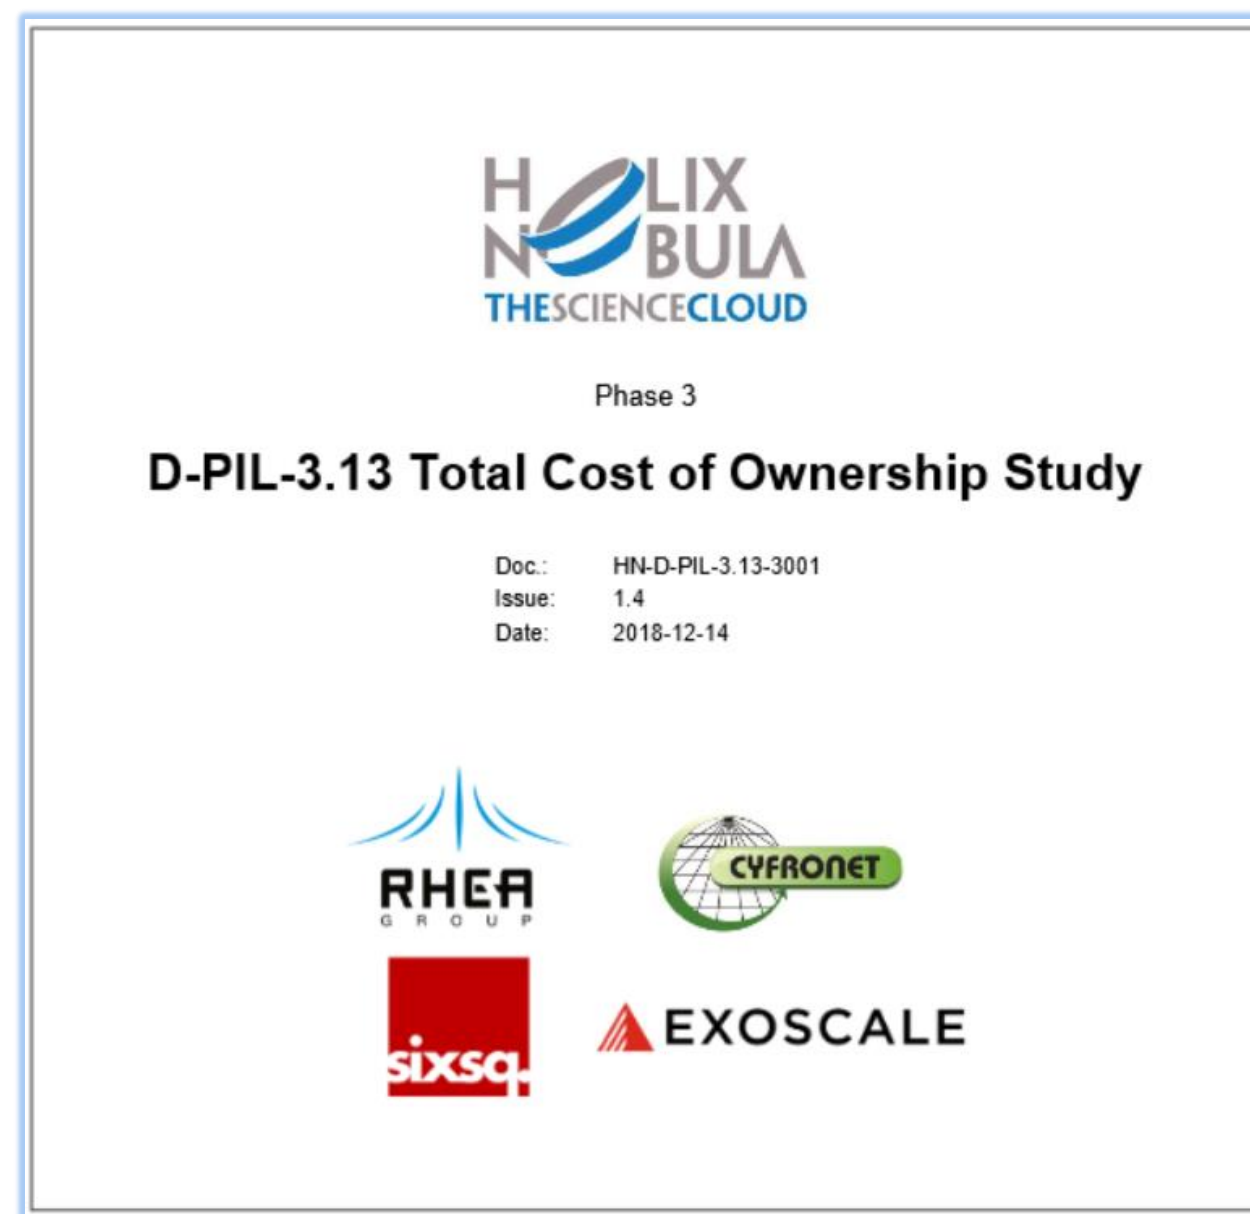 HELIX
NEBULA
THESCIENCECLOUD
Phase 3
D-PIL-3.13 Total Cost of Ownership Study
Doc.: HN-D-PIL-3.13-3001
Issue: 1.4
Date: 2018-12-14
RHEA
GROUP
CYFRONET
sixsq.
EXOSCALE